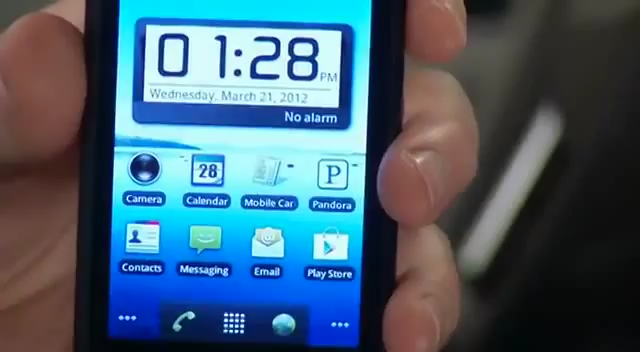 01:28 PM
Wednesday, March 21, 2012
No alarm
28
P
Camera Calendar Mobile Car Pandora
Contacts Messaging Email Play Store